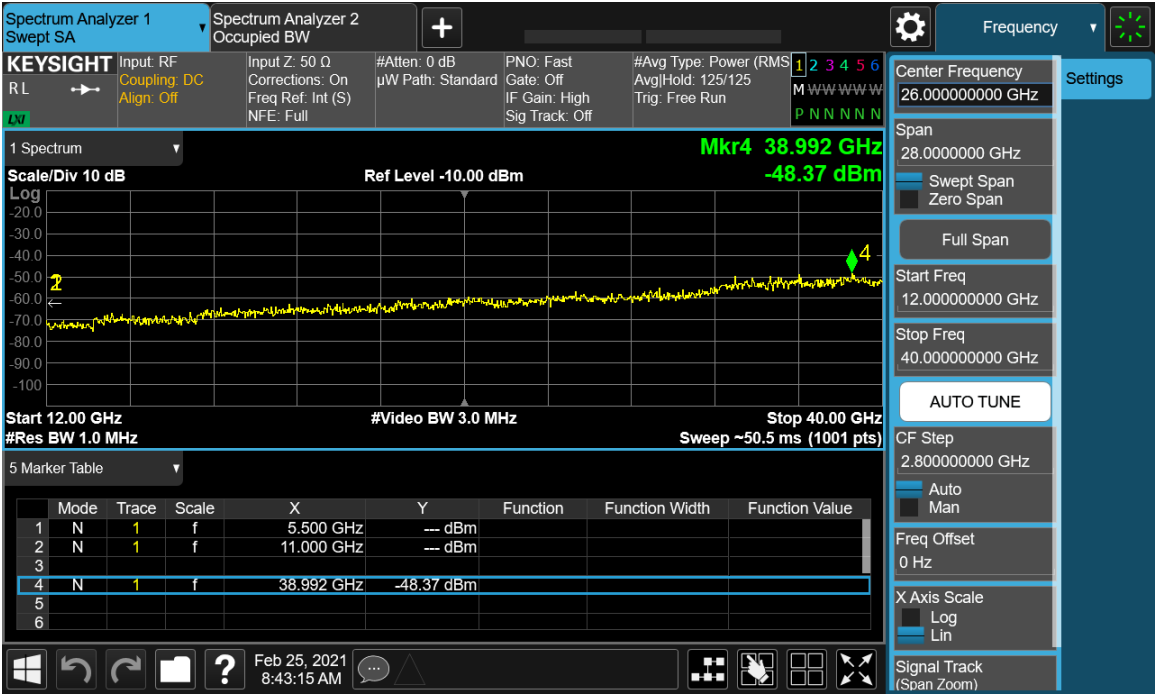 Spectrum Analyzer 1
Swept SA
Spectrum Analyzer 2
Occupied BW
+
Frequency
KEYSIGHT
RL
LXI
Input: RF
Coupling: DC
Align: Off
Input Z: 50 Ω
Corrections: On
Freq Ref: Int (S)
NFE: Full
#Atten: 0 dB
µW Path: Standard
PNO: Fast
Gate: Off
IF Gain: High
Sig Track: Off
#Avg Type: Power (RMS
Avg|Hold: 125/125
Trig: Free Run
1 2 3 4 5 6
M W W W W W
P N N N N N
Center Frequency
26.000000000 GHz
Settings
Span
28.0000000 GHz
Swept Span
Zero Span
Full Span
Start Freq
12.000000000 GHz
Stop Freq
40.000000000 GHz
AUTO TUNE
CF Step
2.800000000 GHz
Auto
Man
Freq Offset
0 Hz
X Axis Scale
Log
Lin
Signal Track
(Span Zoom)
1 Spectrum
Mkr4 38.992 GHz
-48.37 dBm
Scale/Div 10 dB
Ref Level -10.00 dBm
Log
-20.0
-30.0
-40.0
-50.0
-60.0
-70.0
-80.0
-90.0
-100
2
4
Start 12.00 GHz
#Video BW 3.0 MHz
Stop 40.00 GHz
#Res BW 1.0 MHz
Sweep ~50.5 ms (1001 pts)
5 Marker Table
Mode Trace Scale X Y Function Function Width Function Value
1 N 1 f 5.500 GHz --- dBm
2 N 1 f 11.000 GHz --- dBm
3
4 N 1 f 38.992 GHz -48.37 dBm
5
6
?
Feb 25, 2021
8:43:15 AM